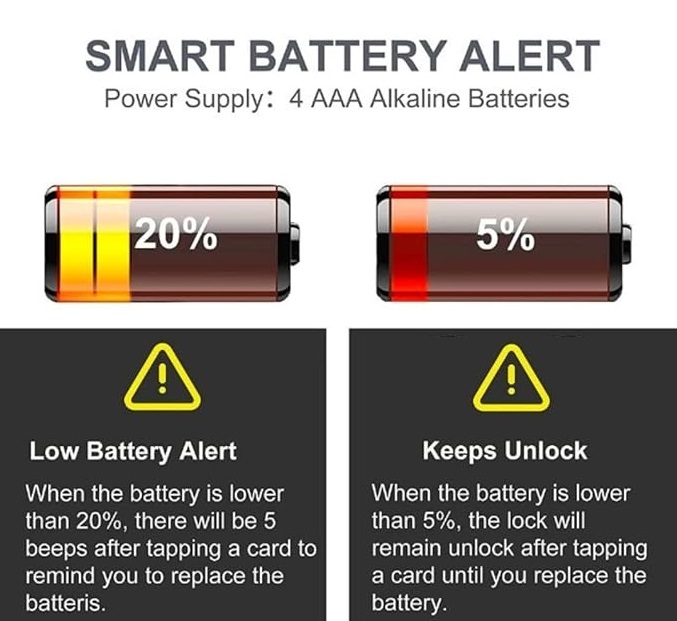 SMART BATTERY ALERT
Power Supply: 4 AAA Alkaline Batteries
20%
5%
Low Battery Alert
When the battery is lower
than 20%, there will be 5
beeps after tapping a card to
remind you to replace the
batteris.
Keeps Unlock
When the battery is lower
than 5%, the lock will
remain unlock after tapping
a card until you replace the
battery.